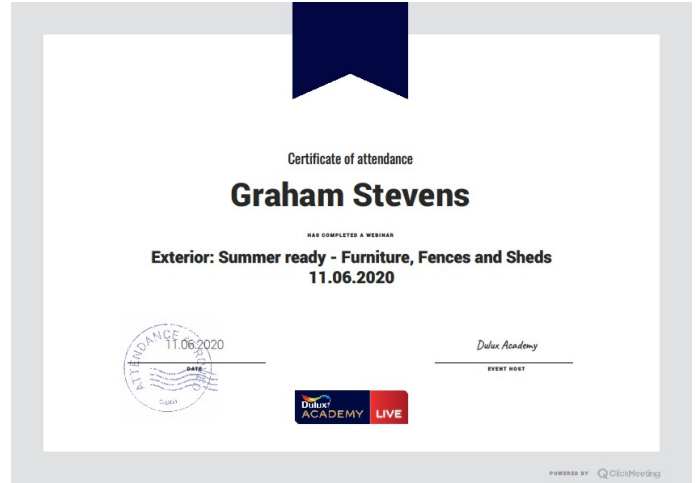 Certificate of attendance
Graham Stevens
HAS COMPLETED A WEBINAR
Exterior: Summer ready - Furniture, Fences and Sheds
11.06.2020
ATTENDANCE
11.06.2020
DATE
Dulux Academy
EVENT HOST
Dulux
ACADEMY LIVE
POWERED BY ClickMeeting